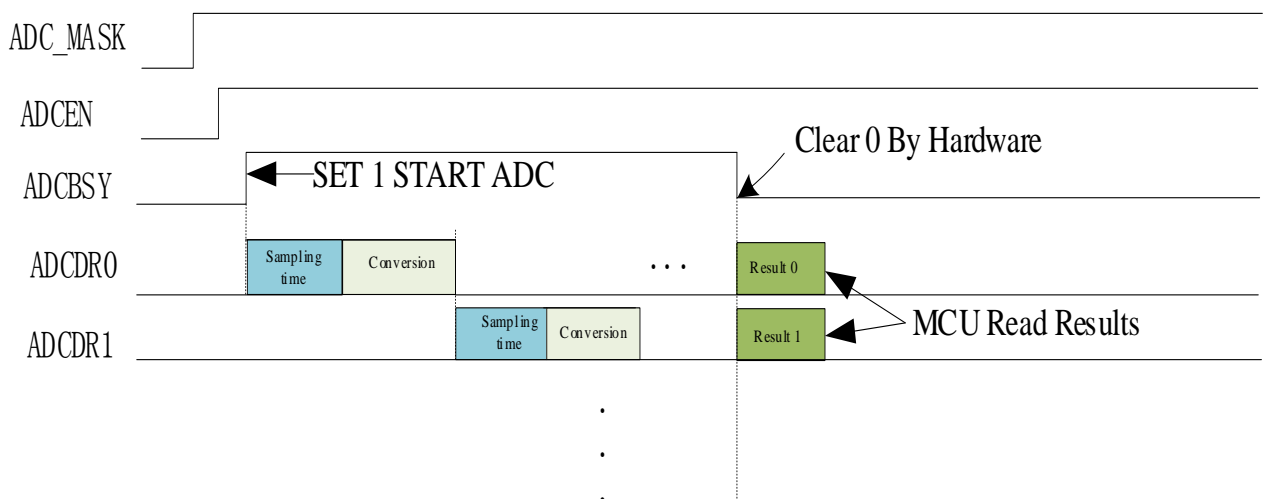 ADC_MASK
ADCEN
Clear 0 By Hardware
SET 1 START ADC
ADCBSY
Sampling
time
Conversion
. . .
Result 0
ADCDR0
MCU Read Results
Sampling
time
Conversion
Result 1
ADCDR1
.
.
.